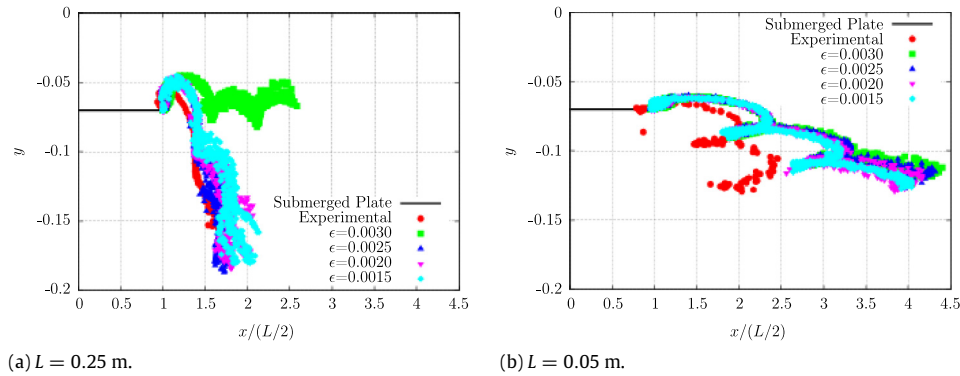 0
-0.05
-0.1
-0.15
-0.2
y
0 0.5 1 1.5 2 2.5 3 3.5 4 4.5
x/(L/2)
Submerged Plate
Experimental
ϵ=0.0030
ϵ=0.0025
ϵ=0.0020
ϵ=0.0015
(a) L = 0.25 m.
0
-0.05
-0.1
-0.15
-0.2
y
0 0.5 1 1.5 2 2.5 3 3.5 4 4.5
x/(L/2)
Submerged Plate
Experimental
ϵ=0.0030
ϵ=0.0025
ϵ=0.0020
ϵ=0.0015
(b) L = 0.05 m.